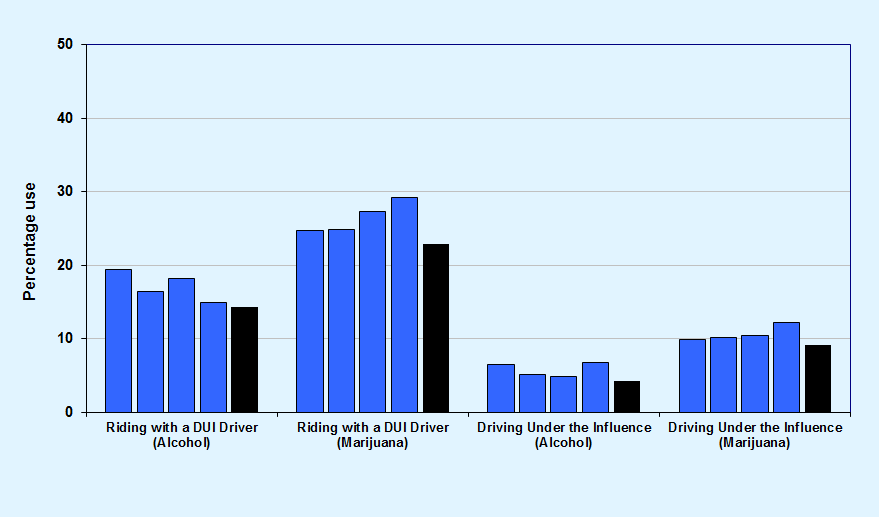 Percentage use
50
40
30
20
10
0
Riding with a DUI Driver
(Alcohol)
Riding with a DUI Driver
(Marijuana)
Driving Under the Influence
(Alcohol)
Driving Under the Influence
(Marijuana)